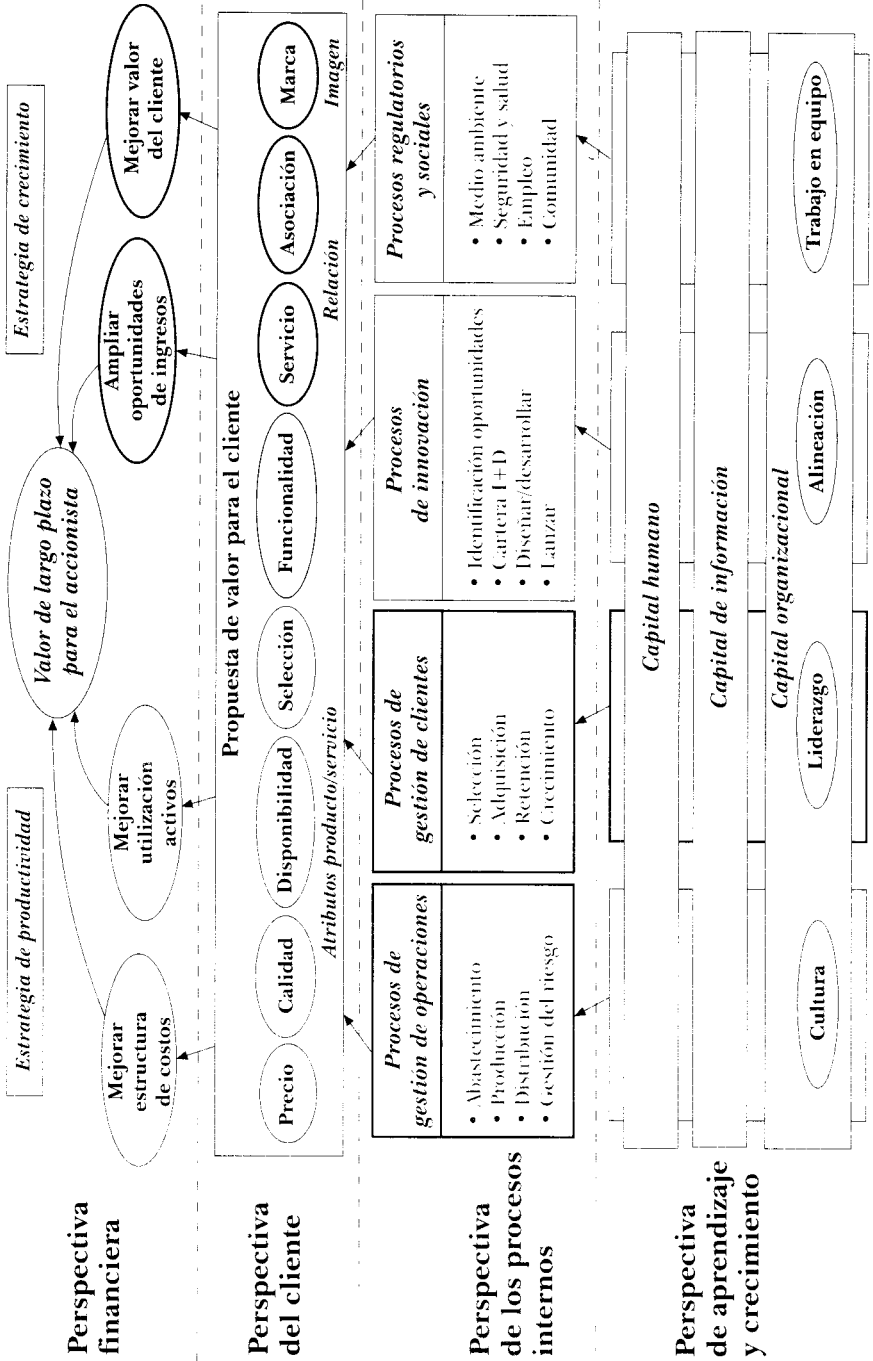 Estrategia de productividad
Estrategia de crecimiento
Perspectiva
financiera
Valor de largo plazo
para el accionista
Mejorar
estructura
de costos
Mejorar
utilización
activos
Ampliar
oportunidades
de ingresos
Mejorar valor
del cliente
Perspectiva
del cliente
Propuesta de valor para el cliente
Precio
Calidad
Disponibilidad
Selección
Funcionalidad
Servicio
Asociación
Marca
Atributos producto/servicio
Relación
Imagen
Perspectiva
de los procesos
internos
Procesos de
gestión de operaciones
• Abastecimiento
• Producción
• Distribución
• Gestión del riesgo
Procesos de
gestión de clientes
• Selección
• Adquisición
• Retención
• Crecimiento
Procesos
de innovación
• Identificación oportunidades
• Cartera I+D
• Diseñar/desarrollar
• Lanzar
Procesos regulatorios
y sociales
• Medio ambiente
• Seguridad y salud
• Empleo
• Comunidad
Perspectiva
de aprendizaje
y crecimiento
Capital humano
Capital de información
Capital organizacional
Cultura
Liderazgo
Alineación
Trabajo en equipo